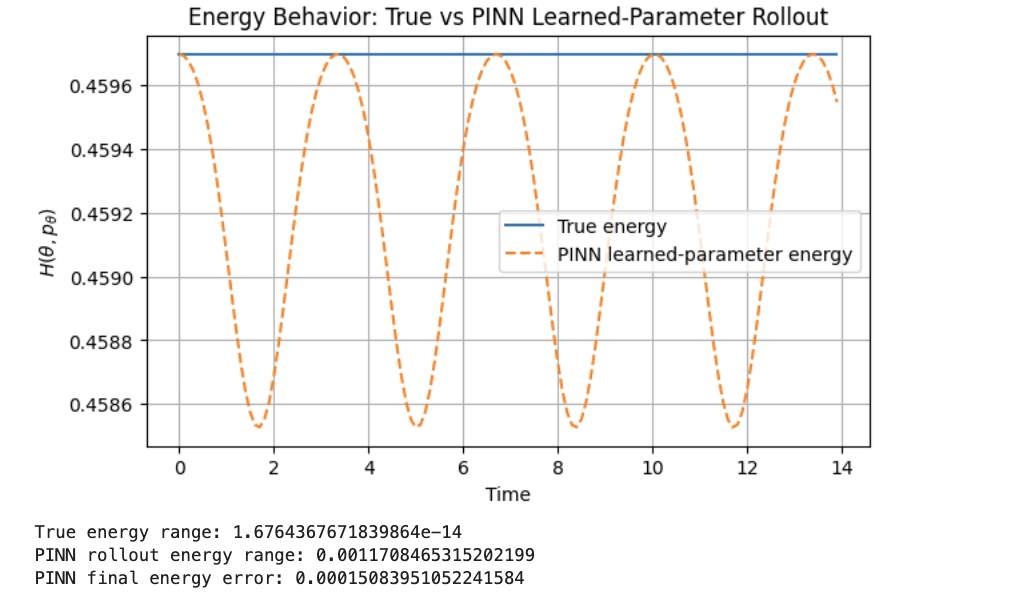 Energy Behavior: True vs PINN Learned-Parameter Rollout
0.4596
0.4594
0.4592
0.4590
0.4588
0.4586
H(θ, p_θ)
True energy
PINN learned-parameter energy
0 2 4 6 8 10 12 14
Time
True energy range: 1.6764367671839864e-14
PINN rollout energy range: 0.0011708465315202199
PINN final energy error: 0.00015083951052241584